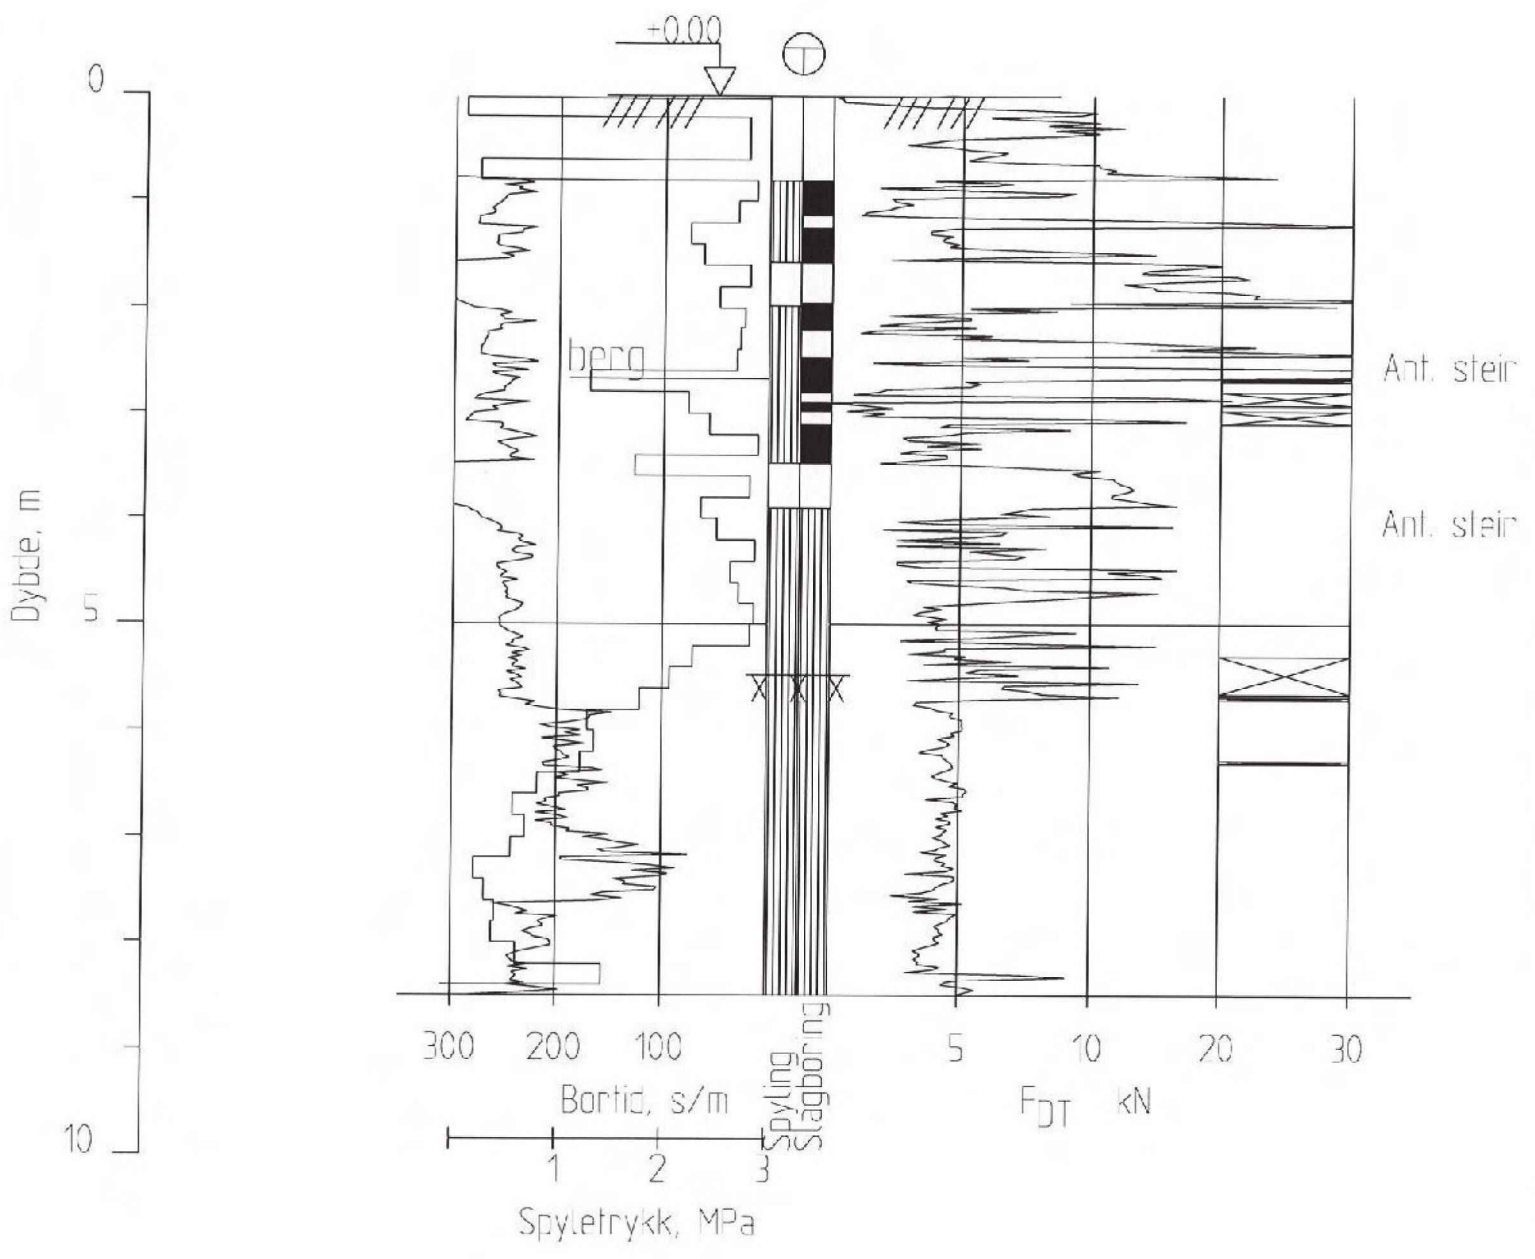 +0.00
0
berg
Ant. stein
Ant. stein
Dybde, m
5
10
300 200 100
5 10 20 30
Bortid, s/m
Spyling
Slagboring
FDT kN
1 2 3
Spyletrykk, MPa